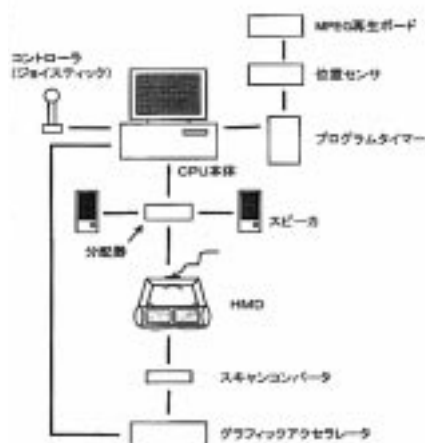 MPEG再生ボード
コントローラ
(ジョイスティック)
位置センサ
プログラムタイマー
CPU本体
スピーカ
分配器
HMD
スキャンコンバータ
グラフィックアクセラレータ